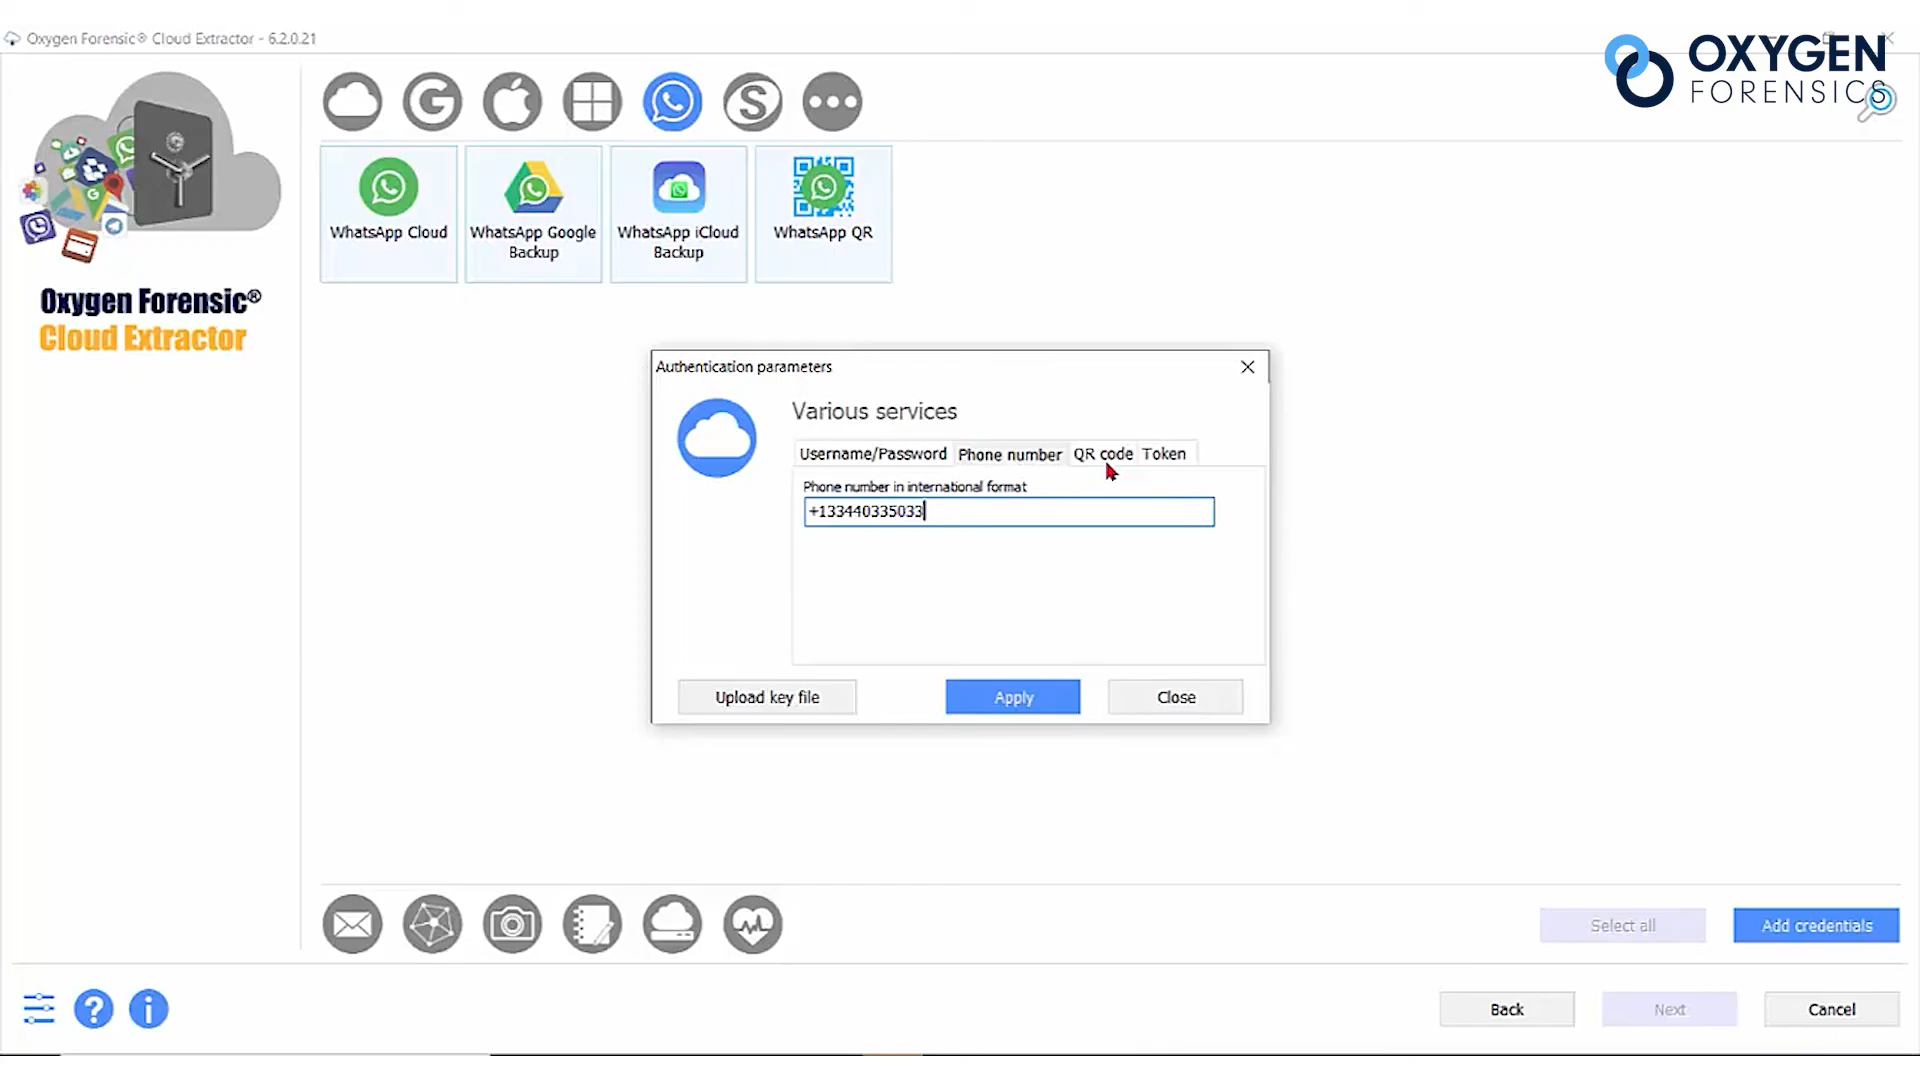 Oxygen Forensic® Cloud Extractor - 6.2.0.21
OXYGEN
FORENSICS
Oxygen Forensic®
Cloud Extractor
WhatsApp Cloud
WhatsApp Google
Backup
WhatsApp iCloud
Backup
WhatsApp QR
Authentication parameters
Various services
Username/Password Phone number QR code Token
Phone number in international format
+133440335033
Upload key file Apply Close
Select all Add credentials
Back Next Cancel